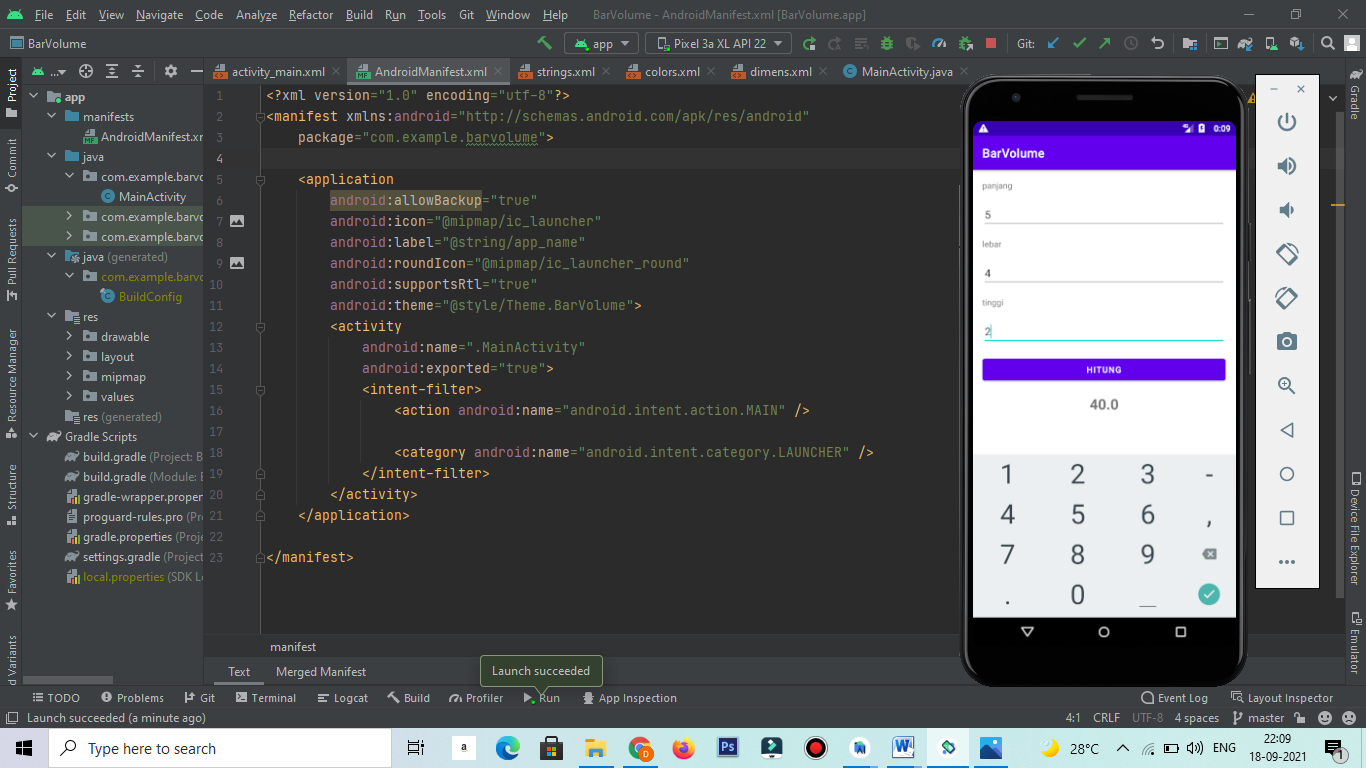 File Edit View Navigate Code Analyze Refactor Build Run Tools Git Window Help BarVolume - AndroidManifest.xml [BarVolume.app]
BarVolume app Pixel 3a XL API 22 Git:
Project
Commit
Pull Requests
Resource Manager
Structure
Favorites
d Variants
app
manifests
AndroidManifest.xr
java
com.example.barvo
MainActivity
com.example.barvo
com.example.barvo
java (generated)
com.example.barvo
BuildConfig
res
drawable
layout
mipmap
values
res (generated)
Gradle Scripts
build.gradle (Project: B
build.gradle (Module: B
gradle-wrapper.proper
proguard-rules.pro (Pro
gradle.properties (Proje
settings.gradle (Project
local.properties (SDK Lo
activity_main.xml AndroidManifest.xml strings.xml colors.xml dimens.xml MainActivity.java
1 <?xml version="1.0" encoding="utf-8"?>
2 <manifest xmlns:android="http://schemas.android.com/apk/res/android"
3 package="com.example.barvolume">
4
5 <application
6 android:allowBackup="true"
7 android:icon="@mipmap/ic_launcher"
8 android:label="@string/app_name"
9 android:roundIcon="@mipmap/ic_launcher_round"
10 android:supportsRtl="true"
11 android:theme="@style/Theme.BarVolume">
12 <activity
13 android:name=".MainActivity"
14 android:exported="true">
15 <intent-filter>
16 <action android:name="android.intent.action.MAIN" />
17
18 <category android:name="android.intent.category.LAUNCHER" />
19 </intent-filter>
20 </activity>
21 </application>
22
23 </manifest>
manifest
Text Merged Manifest
Launch succeeded
0:09
BarVolume
panjang
5
lebar
4
tinggi
2
HITUNG
40.0
1 2 3 -
4 5 6 ,
7 8 9
. 0 _
Gradle
Device File Explorer
Emulator
TODO Problems Git Terminal Logcat Build Profiler Run App Inspection Event Log Layout Inspector
Launch succeeded (a minute ago) 4:1 CRLF UTF-8 4 spaces master
Type here to search a Ps D W 28°C ENG 22:09
18-09-2021 1